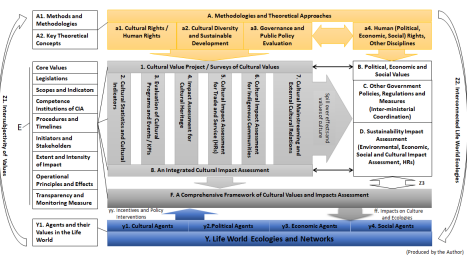 A1. Methods and
Methodologies
A2. Key Theoretical
Concepts
A. Methodologies and Theoretical Approaches
a1. Cultural Rights /
Human Rights
a2. Cultural Diversity
and Sustainable
Development
a3. Governance and
Public Policy
Evaluation
a4. Human (Political,
Economic, Social) Rights,
Other Disciplines
Z1. Intersubjectivity of Values
E
Core Values
Legislations
Scopes and Indicators
Competence
Institutions of CIA
Procedures and
Timelines
Initiators and
Stakeholders
Extent and Intensity
of Impact
Operational
Principles and Effects
Transparency and
Monitoring Measure
1. Cultural Value Project / Surveys of Cultural Values
2. Cultural Statistics and Cultural
Indicators
3. Evaluation of Cultural
Programs and Events / KPIs
4. Impact Assessment for
Cultural Heritage
5. Cultural Impact Assessment
for Trade and Service (HRs)
6. Cultural Impact Assessment
for Indigenous Communities
7. Cultural Mainstreaming and
External Cultural Relations
8. An Integrated Cultural Impact Assessment
Spill over effects and
values of culture
B. Political, Economic and
Social Values
C. Other Government
Policies, Regulations and
Measures
(Inter-ministerial
Coordination)
D. Sustainability Impact
Assessment
(Environmental, Economic,
Social and Cultural Impact
Assessment, HRs)
Z3
Z2. Interconnected Life World Ecologies
F. A Comprehensive Framework of Cultural Values and Impacts Assessment
yy. Incentives and Policy
Interventions
ff. Impacts on Culture
and Ecologies
Y1. Agents and their
Values in the Life
World
y1. Cultural Agents
y2.Political Agents
y3. Economic Agents
y4. Social Agents
Y. Life World Ecologies and Networks
(Produced by the Author)